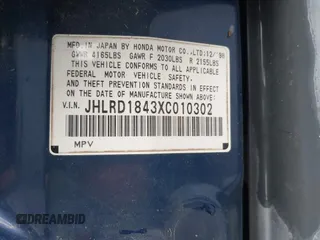 MFD. IN JAPAN BY HONDA MOTOR CO.,LTD.12/'98
GVWR 4165LBS GAWR F 2030LBS R 2155LBS
THIS VEHICLE CONFORMS TO ALL APPLICABLE
FEDERAL MOTOR VEHICLE SAFETY AND
THEFT PREVENTION STANDARDS IN EFFECT
ON THE DATE OF MANUFACTURE SHOWN ABOVE.
V.I.N. JHLRD1843XC010302
MPV
DREAMBID